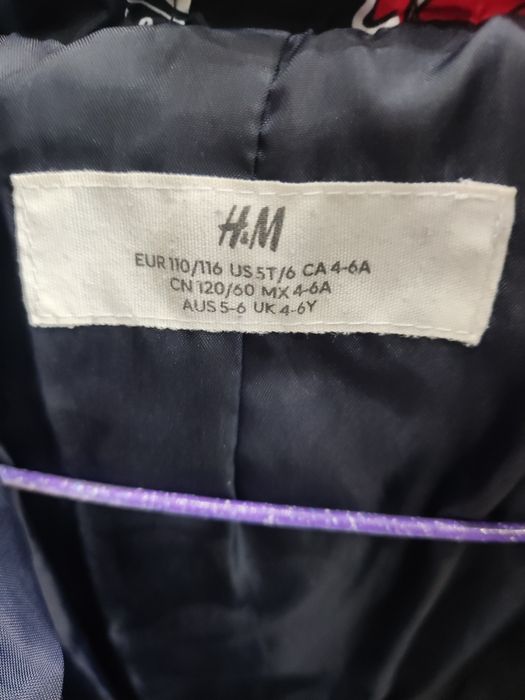 H&M
EUR 110/116 US 5T/6 CA 4-6A
CN 120/60 MX 4-6A
AUS 5-6 UK 4-6Y